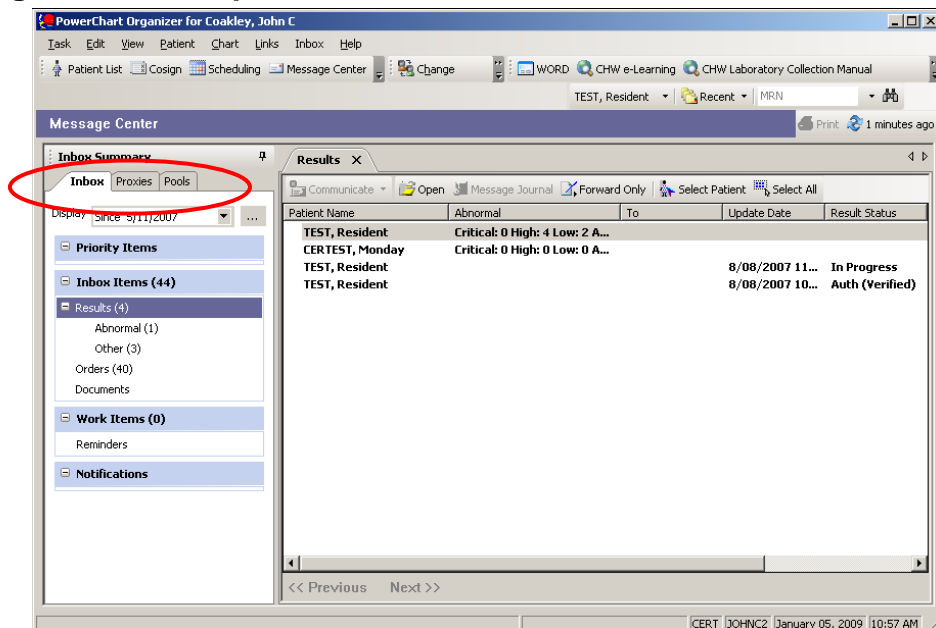 PowerChart Organizer for Coakley, John C
Task Edit View Patient Chart Links Inbox Help
Patient List Cosign Scheduling Message Center Change WORD CHW e-Learning CHW Laboratory Collection Manual
TEST, Resident Recent MRN
Message Center Print 1 minutes ago
Inbox Summary
Inbox Proxies Pools
Display Since 5/11/2007 ...
Priority Items
Inbox Items (44)
Results (4)
Abnormal (1)
Other (3)
Orders (40)
Documents
Work Items (0)
Reminders
Notifications
Results X
Communicate Open Message Journal Forward Only Select Patient Select All
Patient Name Abnormal To Update Date Result Status
TEST, Resident Critical: 0 High: 4 Low: 2 A...
CERTEST, Monday Critical: 0 High: 0 Low: 0 A...
TEST, Resident 8/08/2007 11... In Progress
TEST, Resident 8/08/2007 10... Auth (Verified)
<< Previous Next >>
CERT JOHNC2 January 05, 2009 10:57 AM